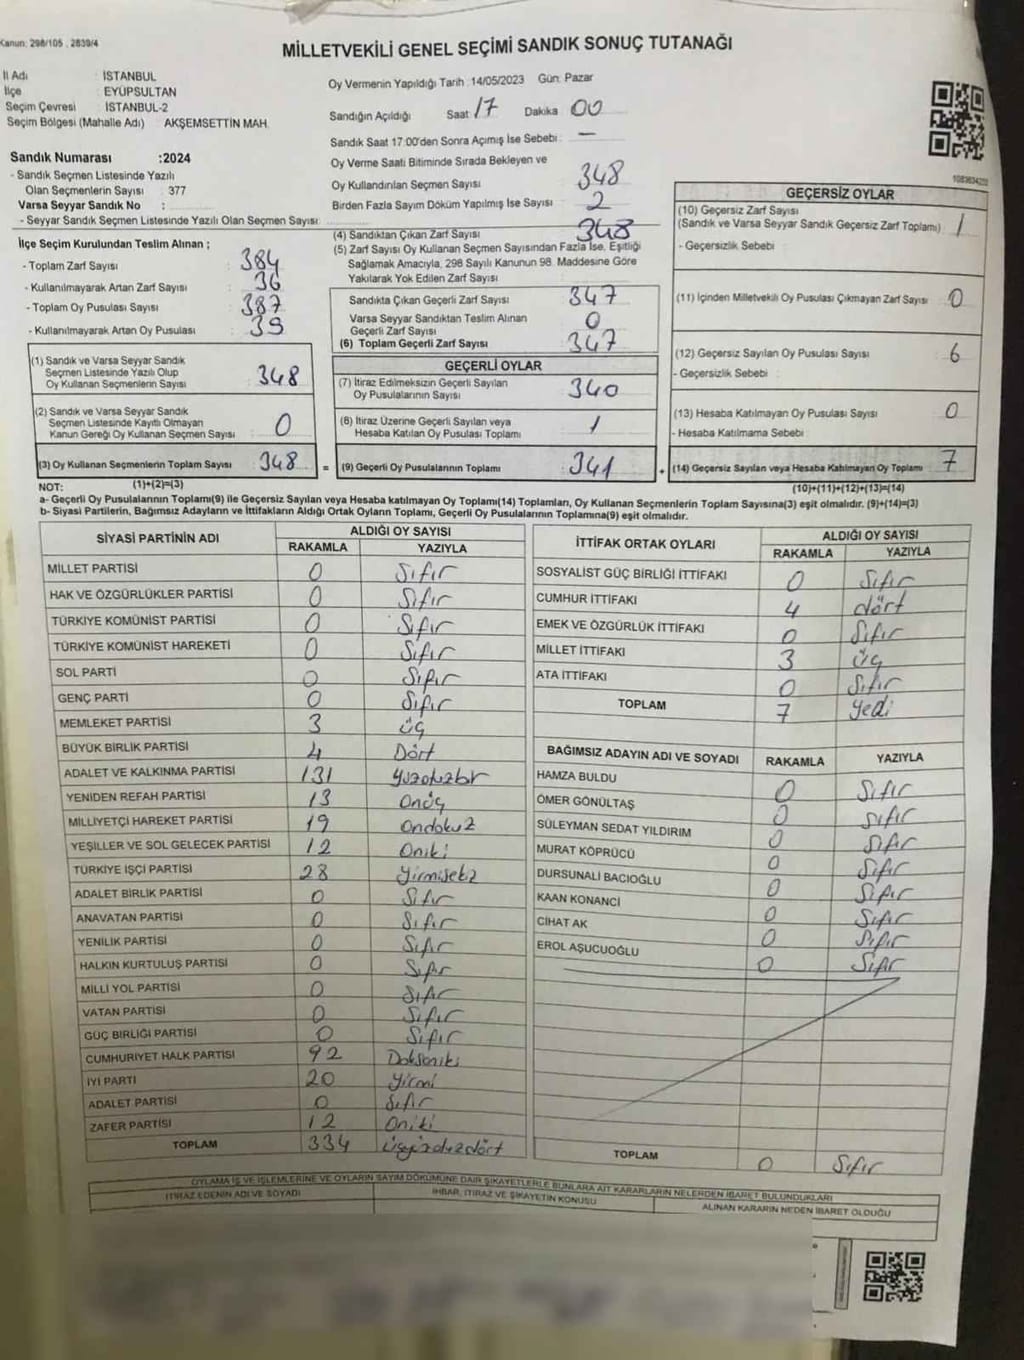 Kanun: 298/105 , 2839/4
MİLLETVEKİLİ GENEL SEÇİMİ SANDIK SONUÇ TUTANAĞI
İl Adı İSTANBUL
İlçe EYÜPSULTAN
Seçim Çevresi İSTANBUL-2
Seçim Bölgesi (Mahalle Adı) AKŞEMSETTİN MAH.
Sandık Numarası :2024
- Sandık Seçmen Listesinde Yazılı
Olan Seçmenlerin Sayısı : 377
Varsa Seyyar Sandık No :
- Seyyar Sandık Seçmen Listesinde Yazılı Olan Seçmen Sayısı:
İlçe Seçim Kurulundan Teslim Alınan ;
- Toplam Zarf Sayısı : 384
- Kullanılmayarak Artan Zarf Sayısı : 36
- Toplam Oy Pusulası Sayısı : 387
- Kullanılmayarak Artan Oy Pusulası : 39
Oy Vermenin Yapıldığı Tarih :14/05/2023 Gün: Pazar
Sandığın Açıldığı Saat 17 Dakika 00
Sandık Saat 17:00'den Sonra Açımış İse Sebebi : —
Oy Verme Saati Bitiminde Sırada Bekleyen ve
Oy Kullandırılan Seçmen Sayısı 348
Birden Fazla Sayım Döküm Yapılmış İse Sayısı 2
(4) Sandıktan Çıkan Zarf Sayısı 348
(5) Zarf Sayısı Oy Kullanan Seçmen Sayısından Fazla İse, Eşitliği
Sağlamak Amacıyla, 298 Sayılı Kanunun 98. Maddesine Göre
Yakılarak Yok Edilen Zarf Sayısı :
Sandıkta Çıkan Geçerli Zarf Sayısı 347
Varsa Seyyar Sandıktan Teslim Alınan
Geçerli Zarf Sayısı 0
(6) Toplam Geçerli Zarf Sayısı : 347
1083634202
GEÇERSİZ OYLAR
(10) Geçersiz Zarf Sayısı
(Sandık ve Varsa Seyyar Sandık Geçersiz Zarf Toplamı) 1
- Geçersizlik Sebebi :
(11) İçinden Milletvekili Oy Pusulası Çıkmayan Zarf Sayısı 0
(12) Geçersiz Sayılan Oy Pusulası Sayısı 6
- Geçersizlik Sebebi :
(13) Hesaba Katılmayan Oy Pusulası Sayısı 0
- Hesaba Katılmama Sebebi :
(1) Sandık ve Varsa Seyyar Sandık
Seçmen Listesinde Yazılı Olup
Oy Kullanan Seçmenlerin Sayısı : 348
(2) Sandık ve Varsa Seyyar Sandık
Seçmen Listesinde Kayıtlı Olmayan
Kanun Gereği Oy Kullanan Seçmen Sayısı : 0
GEÇERLİ OYLAR
(7) İtiraz Edilmeksizin Geçerli Sayılan
Oy Pusulalarının Sayısı : 340
(8) İtiraz Üzerine Geçerli Sayılan veya
Hesaba Katılan Oy Pusulası Toplamı : 1
(3) Oy Kullanan Seçmenlerin Toplam Sayısı : 348 = (9) Geçerli Oy Pusulalarının Toplamı : 341 + (14) Geçersiz Sayılan veya Hesaba Katılmayan Oy Toplamı 7
NOT: (1)+(2)=(3) (10)+(11)+(12)+(13)=(14)
a- Geçerli Oy Pusulalarının Toplamı(9) ile Geçersiz Sayılan veya Hesaba katılmayan Oy Toplamı(14) Toplamları, Oy Kullanan Seçmenlerin Toplam Sayısına(3) eşit olmalıdır. (9)+(14)=(3)
b- Siyasi Partilerin, Bağımsız Adayların ve İttifakların Aldığı Ortak Oyların Toplamı, Geçerli Oy Pusulalarının Toplamına(9) eşit olmalıdır.
SİYASİ PARTİNİN ADI ALDIĞI OY SAYISI
RAKAMLA YAZIYLA
MİLLET PARTİSİ 0 Sıfır
HAK VE ÖZGÜRLÜKLER PARTİSİ 0 Sıfır
TÜRKİYE KOMÜNİST PARTİSİ 0 Sıfır
TÜRKİYE KOMÜNİST HAREKETİ 0 Sıfır
SOL PARTİ 0 Sıfır
GENÇ PARTİ 0 Sıfır
MEMLEKET PARTİSİ 3 üç
BÜYÜK BİRLİK PARTİSİ 4 Dört
ADALET VE KALKINMA PARTİSİ 131 yüzotuzbir
YENİDEN REFAH PARTİSİ 13 Onüç
MİLLİYETÇİ HAREKET PARTİSİ 19 Ondokuz
YEŞİLLER VE SOL GELECEK PARTİSİ 12 Oniki
TÜRKİYE İŞÇİ PARTİSİ 28 yirmisekiz
ADALET BİRLİK PARTİSİ 0 Sıfır
ANAVATAN PARTİSİ 0 Sıfır
YENİLİK PARTİSİ 0 Sıfır
HALKIN KURTULUŞ PARTİSİ 0 Sıfır
MİLLİ YOL PARTİSİ 0 Sıfır
VATAN PARTİSİ 0 Sıfır
GÜÇ BİRLİĞİ PARTİSİ 0 Sıfır
CUMHURİYET HALK PARTİSİ 92 Doksaniki
İYİ PARTİ 20 yirmi
ADALET PARTİSİ 0 Sıfır
ZAFER PARTİSİ 12 Oniki
TOPLAM 334 üçyüzotuzdört
İTTİFAK ORTAK OYLARI ALDIĞI OY SAYISI
RAKAMLA YAZIYLA
SOSYALİST GÜÇ BİRLİĞİ İTTİFAKI 0 Sıfır
CUMHUR İTTİFAKI 4 dört
EMEK VE ÖZGÜRLÜK İTTİFAKI 0 Sıfır
MİLLET İTTİFAKI 3 üç
ATA İTTİFAKI 0 Sıfır
TOPLAM 7 yedi
BAĞIMSIZ ADAYIN ADI VE SOYADI RAKAMLA YAZIYLA
HAMZA BULDU 0 Sıfır
ÖMER GÖNÜLTAŞ 0 Sıfır
SÜLEYMAN SEDAT YILDIRIM 0 Sıfır
MURAT KÖPRÜCÜ 0 Sıfır
DURSUNALİ BACIOĞLU 0 Sıfır
KAAN KONANCİ 0 Sıfır
CİHAT AK 0 Sıfır
EROL AŞUCUOĞLU 0 Sıfır
TOPLAM 0 Sıfır
OYLAMA İŞ VE İŞLEMLERİNE VE OYLARIN SAYIM DÖKÜMÜNE DAİR ŞİKAYETLERLE BUNLARA AİT KARARLARIN NELERDEN İBARET BULUNDUKLARI
İTİRAZ EDENİN ADI VE SOYADI İHBAR, İTİRAZ VE ŞİKAYETİN KONUSU ALINAN KARARIN NEDEN İBARET OLDUĞU